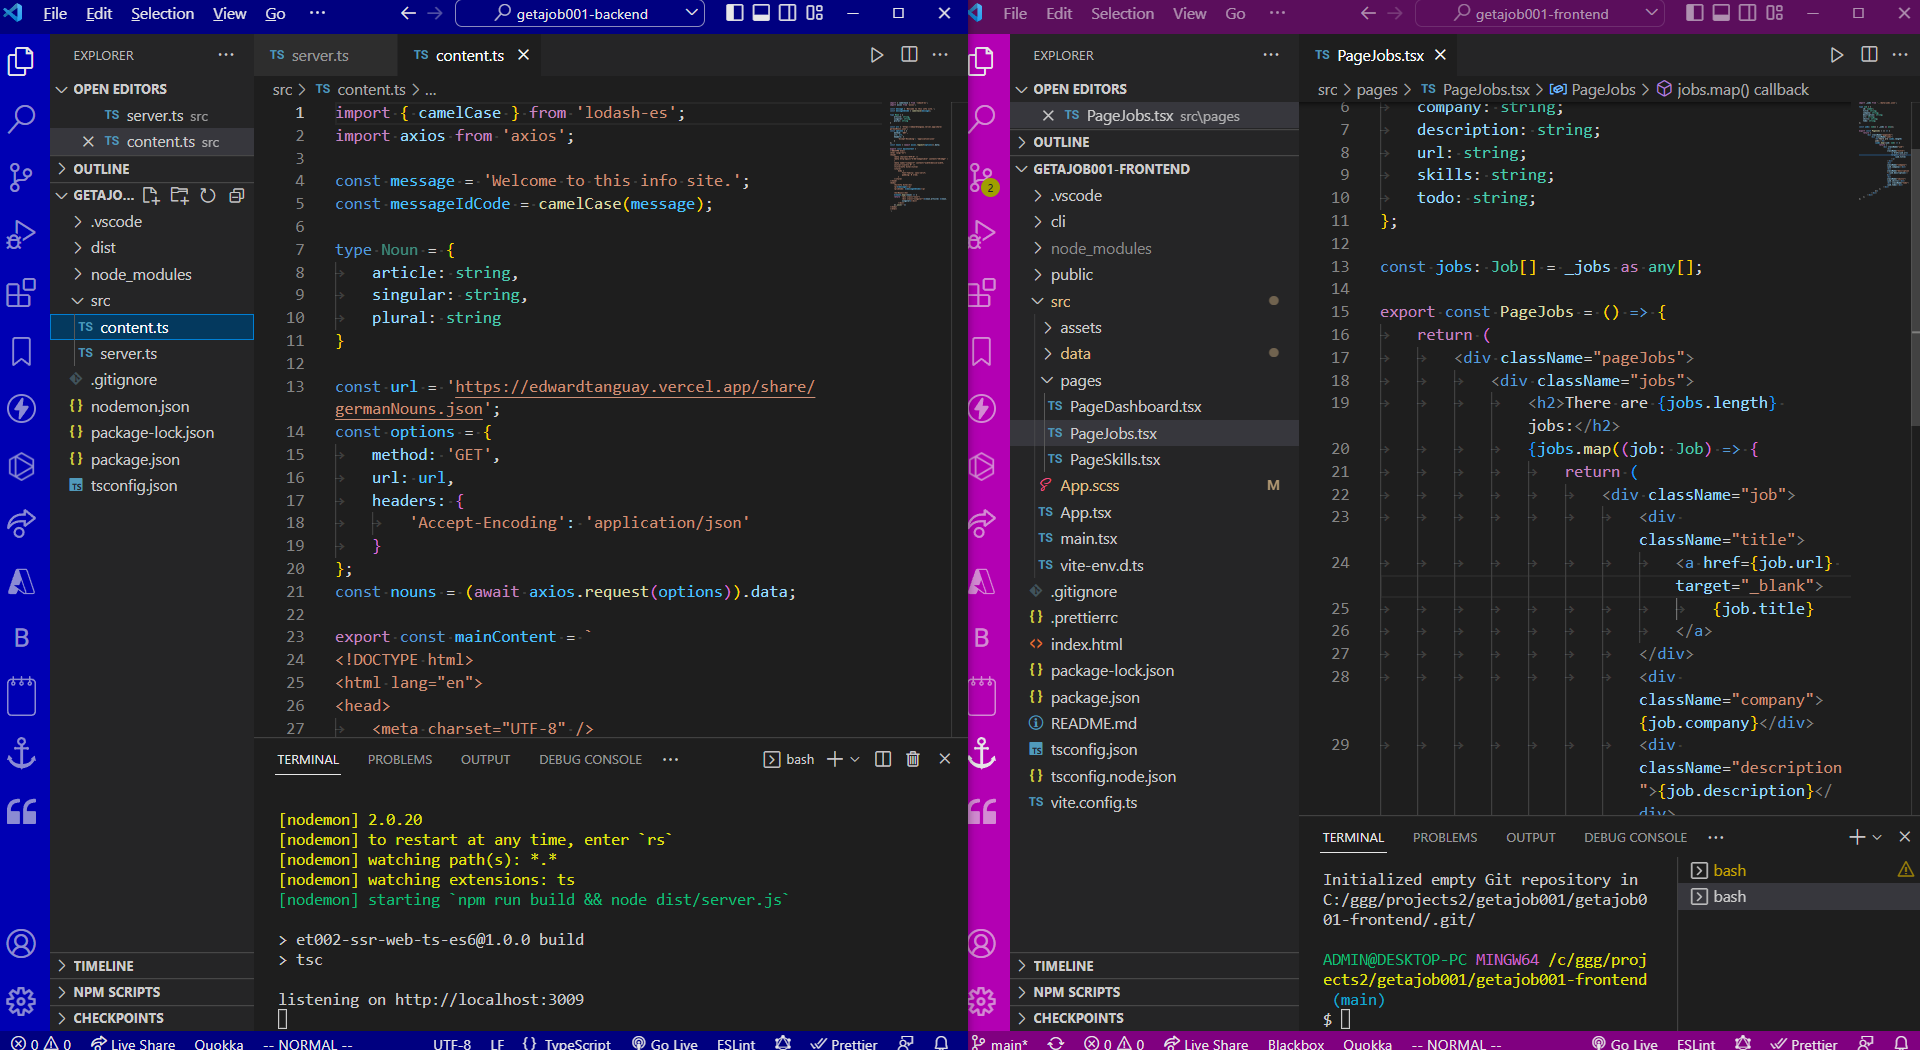 File Edit Selection View Go ··· getajob001-backend
EXPLORER ···
OPEN EDITORS
TS server.ts src
TS content.ts src
OUTLINE
GETAJO...
.vscode
dist
node_modules
src
TS content.ts
TS server.ts
.gitignore
{} nodemon.json
{} package-lock.json
{} package.json
tsconfig.json
TIMELINE
NPM SCRIPTS
CHECKPOINTS
TS server.ts TS content.ts
src > TS content.ts > ...
1 import { camelCase } from 'lodash-es';
2 import axios from 'axios';
3
4 const message = 'Welcome to this info site.';
5 const messageIdCode = camelCase(message);
6
7 type Noun = {
8 article: string,
9 singular: string,
10 plural: string
11 }
12
13 const url = 'https://edwardtanguay.vercel.app/share/
germanNouns.json';
14 const options = {
15 method: 'GET',
16 url: url,
17 headers: {
18 'Accept-Encoding': 'application/json'
19 }
20 };
21 const nouns = (await axios.request(options)).data;
22
23 export const mainContent = `
24 <!DOCTYPE html>
25 <html lang="en">
26 <head>
27 <meta charset="UTF-8" />
TERMINAL PROBLEMS OUTPUT DEBUG CONSOLE ··· bash
[nodemon] 2.0.20
[nodemon] to restart at any time, enter `rs`
[nodemon] watching path(s): *.*
[nodemon] watching extensions: ts
[nodemon] starting `npm run build && node dist/server.js`
> et002-ssr-web-ts-es6@1.0.0 build
> tsc
listening on http://localhost:3009
0 0 Live Share Quokka -- NORMAL -- UTF-8 LF {} TypeScript Go Live ESLint Prettier
File Edit Selection View Go ··· getajob001-frontend
EXPLORER ···
OPEN EDITORS
TS PageJobs.tsx src\pages
OUTLINE
GETAJOB001-FRONTEND
2
.vscode
cli
node_modules
public
src
assets
data
pages
TS PageDashboard.tsx
TS PageJobs.tsx
TS PageSkills.tsx
App.scss M
TS App.tsx
TS main.tsx
TS vite-env.d.ts
.gitignore
{} .prettierrc
<> index.html
{} package-lock.json
{} package.json
README.md
tsconfig.json
{} tsconfig.node.json
TS vite.config.ts
TIMELINE
NPM SCRIPTS
CHECKPOINTS
TS PageJobs.tsx
src > pages > TS PageJobs.tsx > PageJobs > jobs.map() callback
6 company: string;
7 description: string;
8 url: string;
9 skills: string;
10 todo: string;
11 };
12
13 const jobs: Job[] = _jobs as any[];
14
15 export const PageJobs = () => {
16 return (
17 <div className="pageJobs">
18 <div className="jobs">
19 <h2>There are {jobs.length}
jobs:</h2>
20 {jobs.map((job: Job) => {
21 return (
22 <div className="job">
23 <div
className="title">
24 <a href={job.url}
target="_blank">
25 {job.title}
26 </a>
27 </div>
28 <div
className="company">
{job.company}</div>
29 <div
className="description
">{job.description}</
div>
TERMINAL PROBLEMS OUTPUT DEBUG CONSOLE ···
bash
bash
Initialized empty Git repository in
C:/ggg/projects2/getajob001/getajob0
01-frontend/.git/
ADMIN@DESKTOP-PC MINGW64 /c/ggg/proj
ects2/getajob001/getajob001-frontend
(main)
$
main* 0 0 Live Share Blackbox Quokka -- NORMAL -- Go Live ESLint Prettier